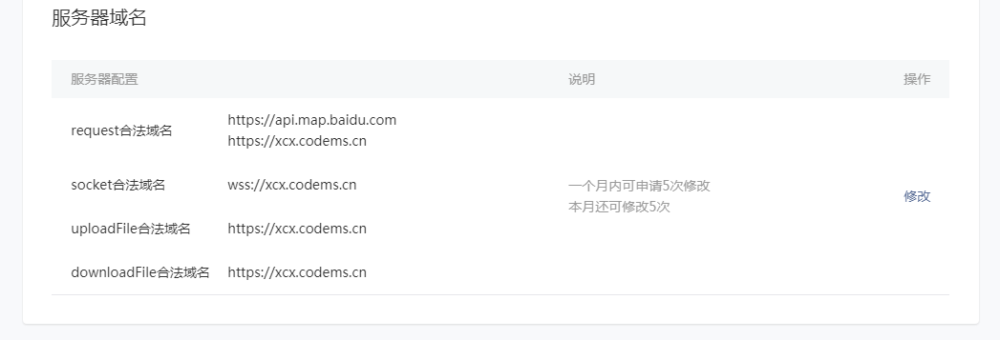 服务器域名
服务器配置 说明 操作
request合法域名 https://api.map.baidu.com
https://xcx.codems.cn
socket合法域名 wss://xcx.codems.cn
一个月内可申请5次修改
本月还可修改5次
修改
uploadFile合法域名 https://xcx.codems.cn
downloadFile合法域名 https://xcx.codems.cn